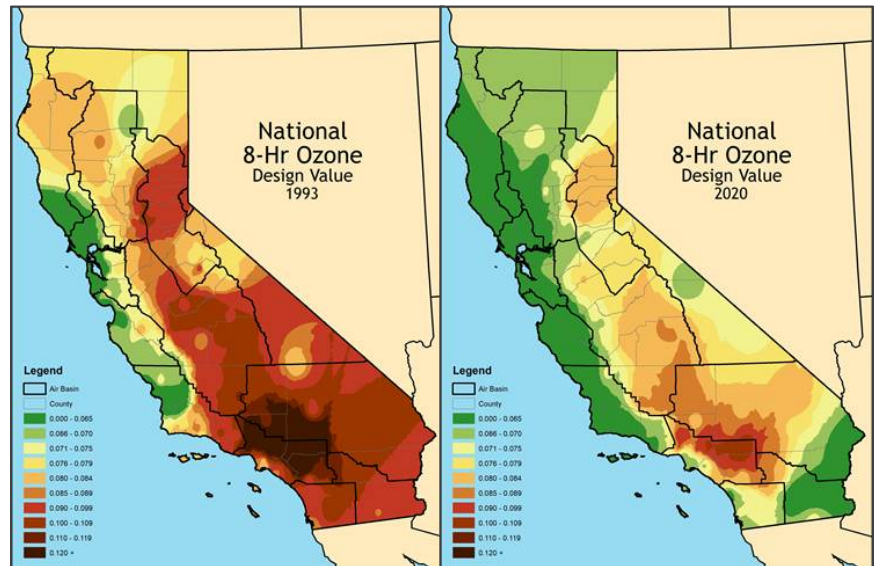 National
8-Hr Ozone
Design Value
1993
Legend
Air Basin
County
0.000 - 0.065
0.066 - 0.070
0.071 - 0.075
0.076 - 0.079
0.080 - 0.084
0.085 - 0.089
0.090 - 0.099
0.100 - 0.109
0.110 - 0.119
0.120 +
National
8-Hr Ozone
Design Value
2020
Legend
Air Basin
County
0.000 - 0.065
0.066 - 0.070
0.071 - 0.075
0.076 - 0.079
0.080 - 0.084
0.085 - 0.089
0.090 - 0.099
0.100 - 0.109
0.110 - 0.119
0.120 +